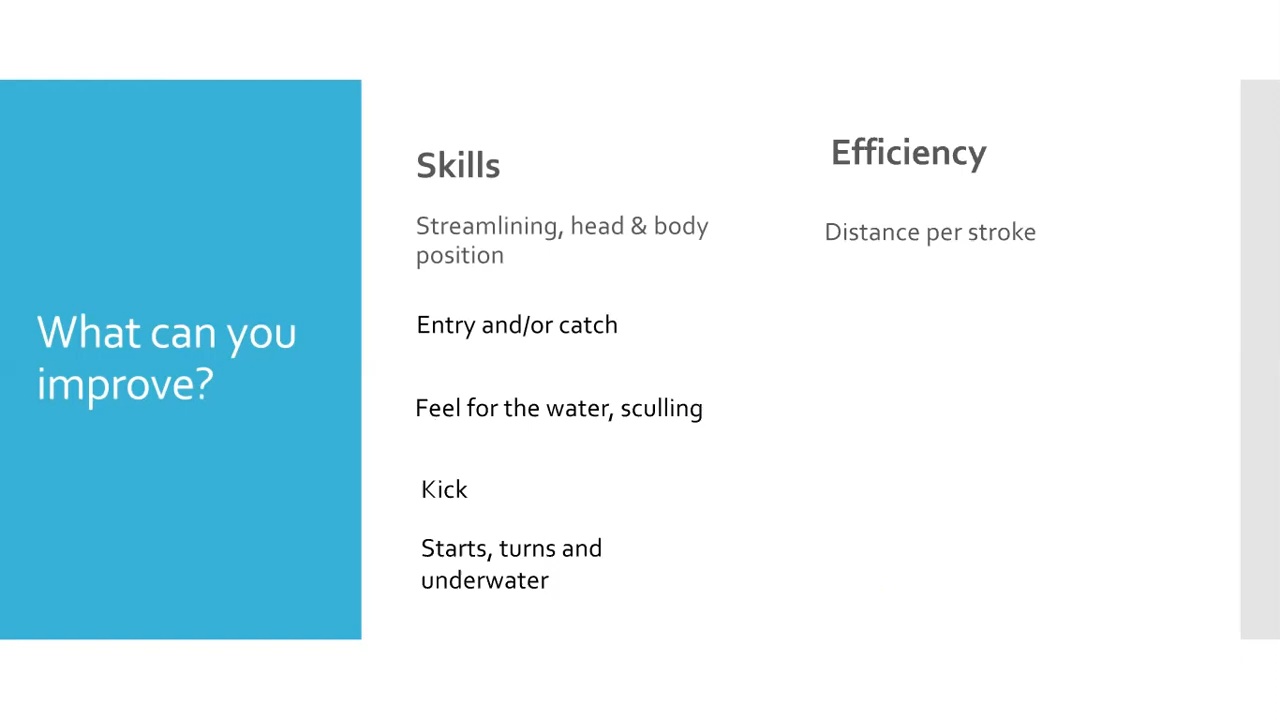 What can you
improve?
Skills
Streamlining, head & body
position
Entry and/or catch
Feel for the water, sculling
Kick
Starts, turns and
underwater
Efficiency
Distance per stroke